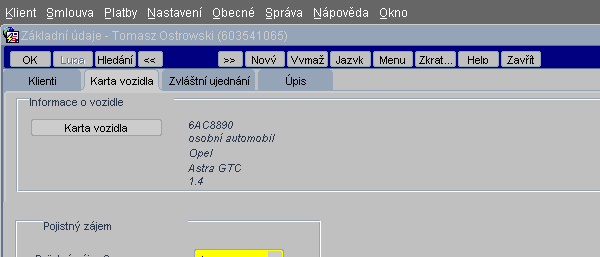 Klient Smlouva Platby Nastavení Obecné Správa Nápověda Okno
Základní údaje - Tomasz Ostrowski (603541065)
OK Lupa Hledání << >> Nový Vymaž Jazyk Menu Zkrat... Help Zavřít
Klienti Karta vozidla Zvláštní ujednání Úpis
Informace o vozidle
Karta vozidla
6AC8890
osobní automobil
Opel
Astra GTC
1.4
Pojistný zájem